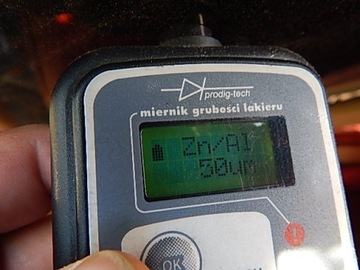 prodig-tech
miernik grubości lakieru
Zn/Al
50um
OK